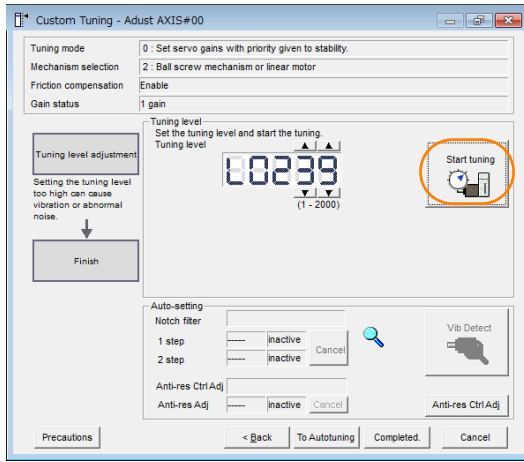 Custom Tuning - Adust AXIS#00
Tuning mode
0 : Set servo gains with priority given to stability.
Mechanism selection
2 : Ball screw mechanism or linear motor
Friction compensation
Enable
Gain status
1 gain
Tuning level adjustment
Setting the tuning level
too high can cause
vibration or abnormal
noise.
Finish
Tuning level
Set the tuning level and start the tuning.
Tuning level
L0239
(1 - 2000)
Start tuning
Auto-setting
Notch filter
1 step
-----
inactive
2 step
-----
inactive
Cancel
Anti-res Ctrl Adj
Anti-res Adj
-----
inactive
Cancel
Vib Detect
Anti-res Ctrl Adj
Precautions
< Back
To Autotuning
Completed.
Cancel